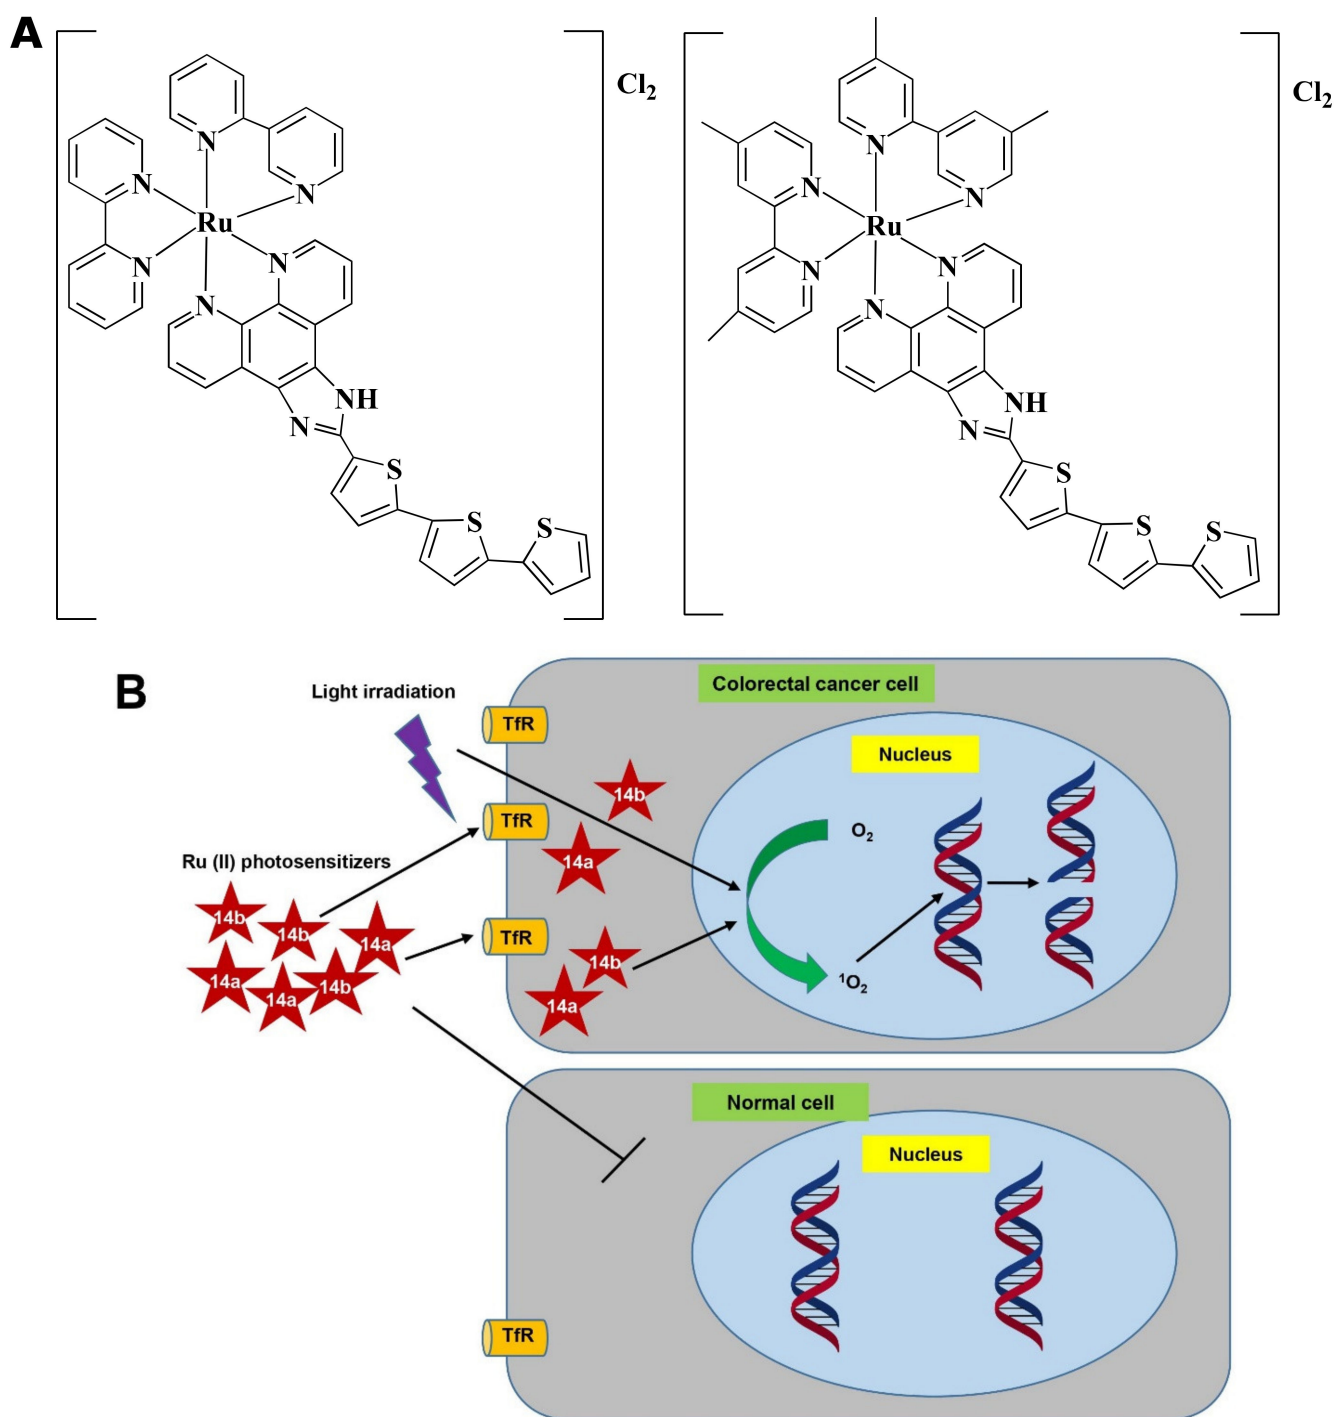 A
Cl2
N
N
N
N
Ru
N
N
NH
N
S
S
S
Cl2
N
N
N
N
Ru
N
N
NH
N
S
S
S
B
Light irradiation
Colorectal cancer cell
TfR
Nucleus
14b
TfR
O2
Ru (II) photosensitizers
14a
14b
14b
14a
TfR
14b
14a
14b
14a
1O2
14a
Normal cell
Nucleus
TfR